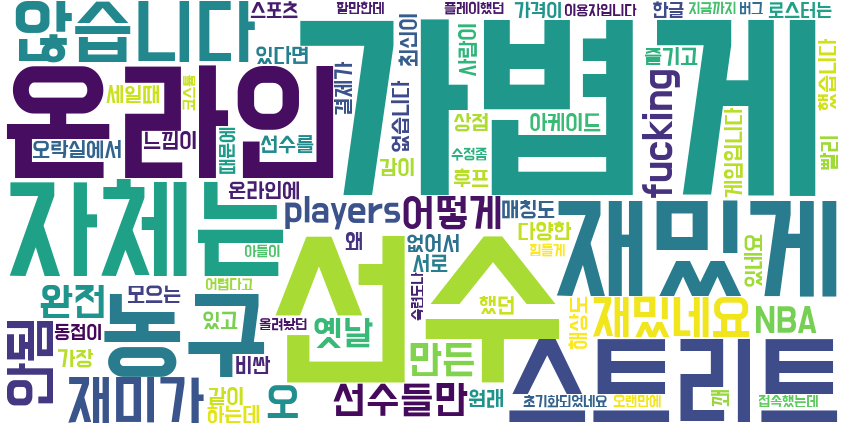 않습니다
가볍게
스포츠
할만한데
플레이했던
가격이
이용자입니다
한글
지금까지
버그
로스터는
있다면
최신이
사람이
즐기고
온라인
세일때
코스튬
결제가
없습니다
fucking
했습니다
게임입니다
빨리
오락실에서
느낌이
때문에
선수를
감이
상점
아케이드
수정좀
후프
자체는
온라인에
players
어떻게
매칭도
재밌게
아들이
왜
없어서
서로
다양한
힘들게
있네요
완전
모으는
어렵다고
숙련도나
선수
했던
안됨
동접이
농구
있고
올려놨던
옛날
만든
해상도
재밌네요
NBA
가장
비싼
스트리트
재미가
같이
하는데
오
선수들만
원래
초기화되었네요
오랜만에
꽤
접속했는데